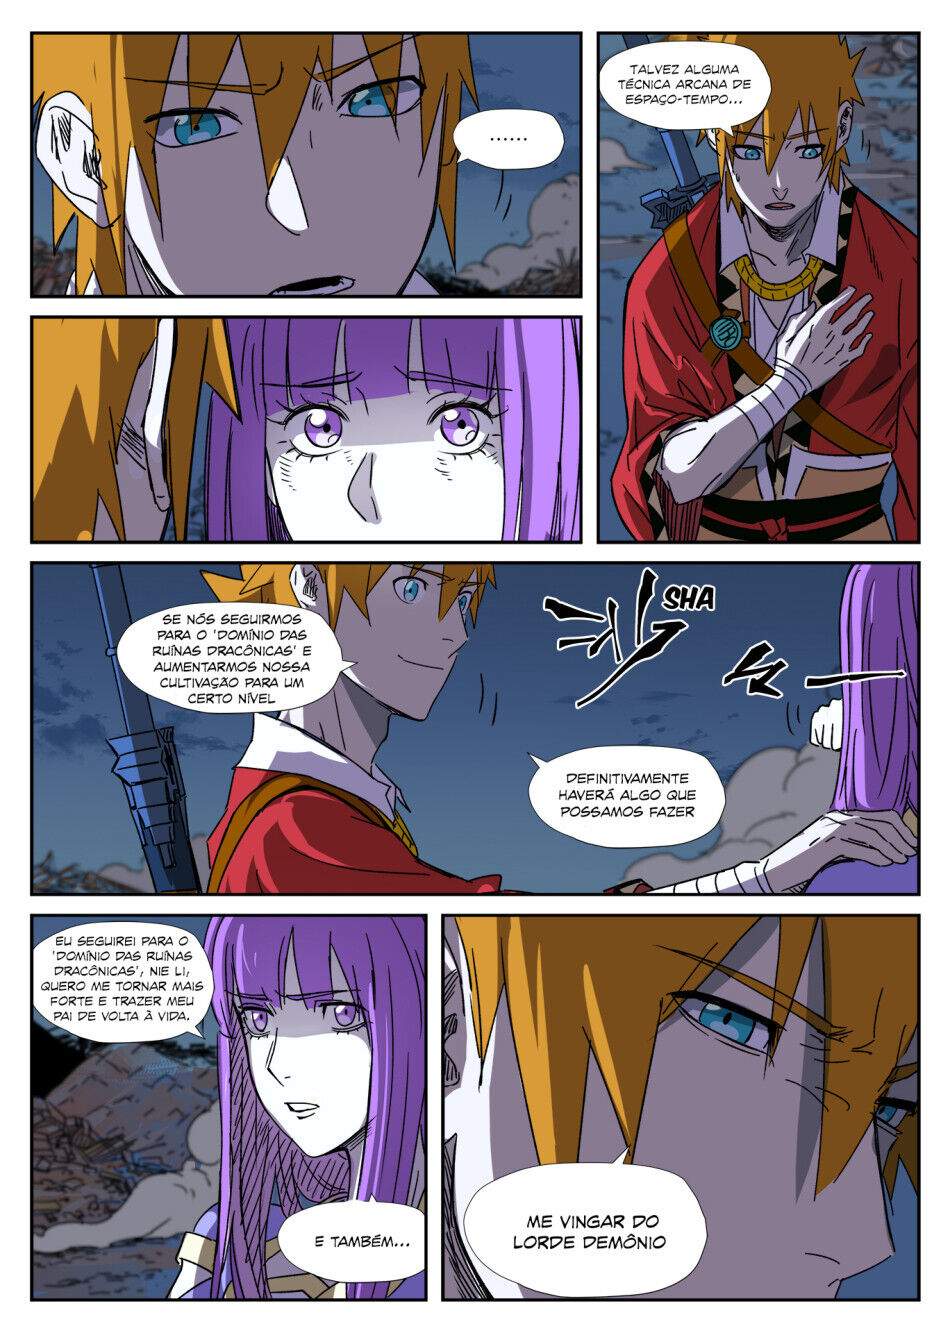 ......
TALVEZ ALGUMA
TÉCNICA ARCANA DE
ESPAÇO-TEMPO...
SE NÓS SEGUIRMOS
PARA O 'DOMÍNIO DAS
RUÍNAS DRACÔNICAS' E
AUMENTARMOS NOSSA
CULTIVAÇÃO PARA UM
CERTO NÍVEL
SHA
DEFINITIVAMENTE
HAVERÁ ALGO QUE
POSSAMOS FAZER
EU SEGUIREI PARA O
'DOMÍNIO DAS RUÍNAS
DRACÔNICAS', NIE LI,
QUERO ME TORNAR MAIS
FORTE E TRAZER MEU
PAI DE VOLTA À VIDA.
E TAMBÉM...
ME VINGAR DO
LORDE DEMÔNIO